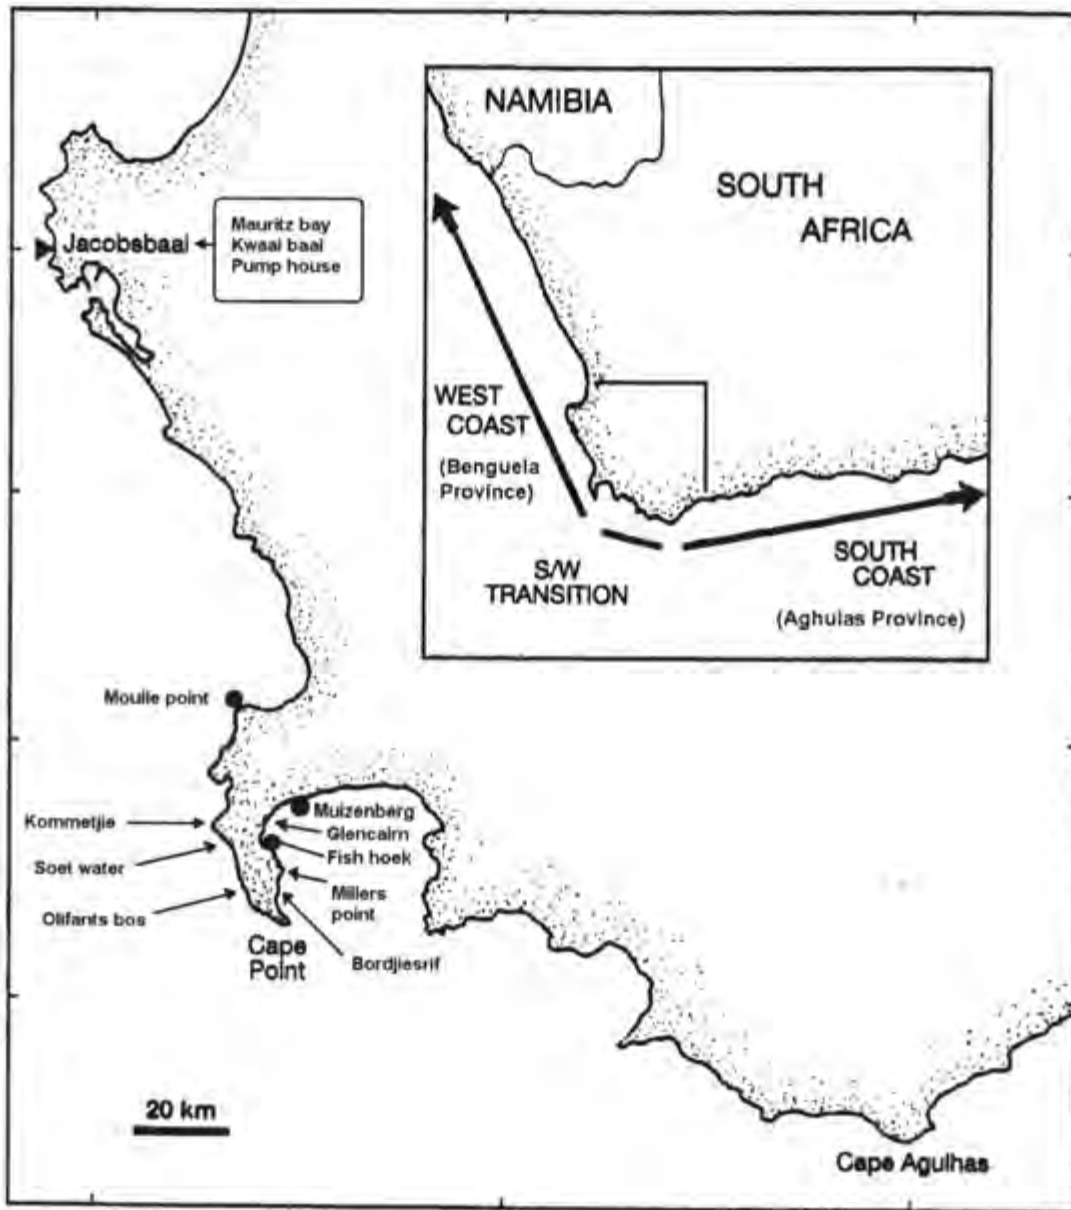 NAMIBIA
SOUTH
AFRICA
Jacobsbaai
Mauritz bay
Kwaai baai
Pump house
WEST
COAST
(Benguela
Province)
S/W
TRANSITION
SOUTH
COAST
(Aghulas Province)
Moulie point
Kommetjie
Soet water
Olifants bos
Muizenberg
Glencairn
Fish hoek
Millers
point
Bordjiesrif
Cape
Point
20 km
Cape Agulhas